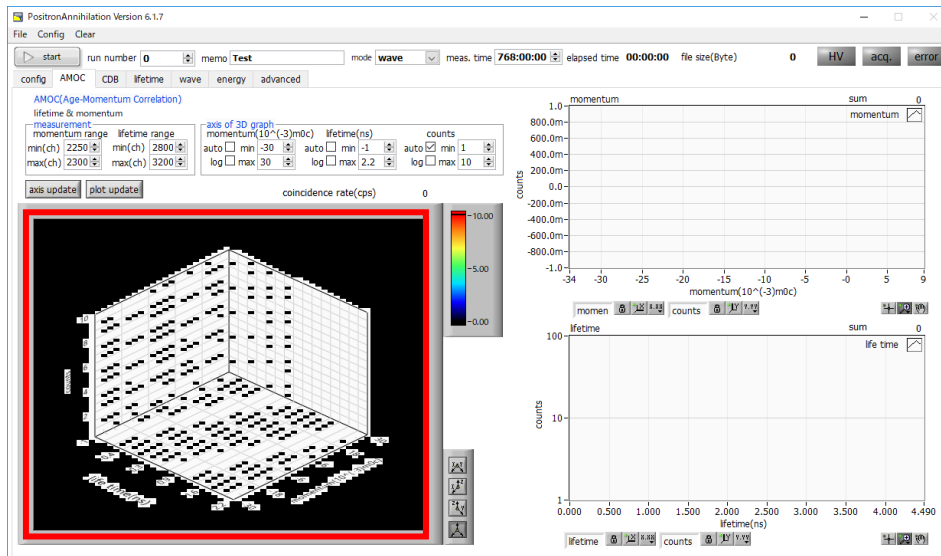 PositronAnnihilation Version 6.1.7
File Config Clear
start run number 0 memo Test mode wave meas. time 768:00:00 elapsed time 00:00:00 file size(Byte) 0 HV acq. error
config AMOC CDB lifetime wave energy advanced
AMOC(Age-Momentum Correlation)
lifetime & momentum
measurement
momentum range lifetime range
min(ch) 2250 min(ch) 2800
max(ch) 2300 max(ch) 3200
axis of 3D graph
momentum(10^(-3)m0c) lifetime(ns) counts
auto min -30 auto min -1 auto min 1
log max 30 log max 2.2 log max 10
axis update plot update
coincidence rate(cps) 0
10.00
5.00
0.00
momentum sum 0
momentum
1.0
800.0m
600.0m
400.0m
200.0m
0.0
-200.0m
-400.0m
-600.0m
-800.0m
-1.0
counts
-34 -30 -25 -20 -15 -10 -5 -0 5 9
momentum(10^(-3)m0c)
momen X.XX counts Y.YY
lifetime sum 0
life time
100
10
1
counts
0.000 0.500 1.000 1.500 2.000 2.500 3.000 3.500 4.000 4.490
lifetime(ns)
lifetime X.XX counts Y.YY